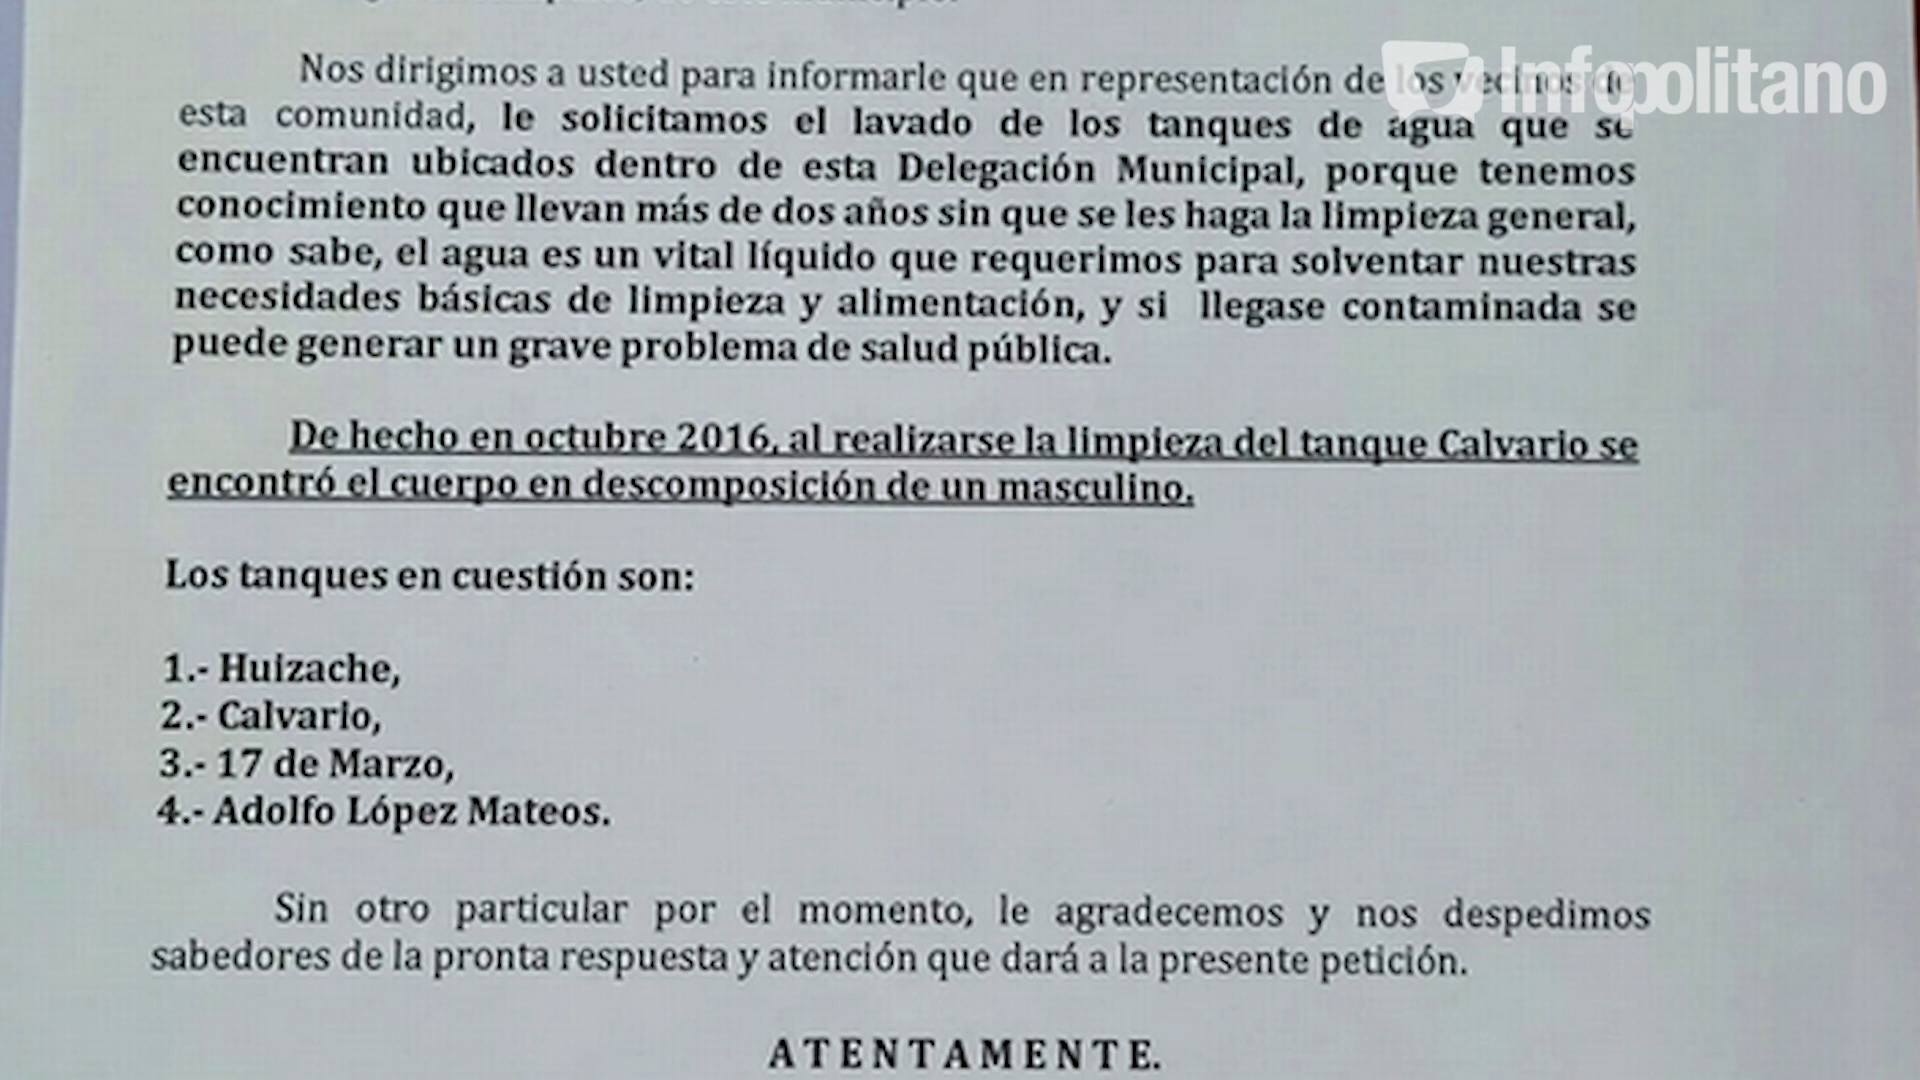 Infopolitano
Nos dirigimos a usted para informarle que en representación de los vecinos de
esta comunidad, le solicitamos el lavado de los tanques de agua que se
encuentran ubicados dentro de esta Delegación Municipal, porque tenemos
conocimiento que llevan más de dos años sin que se les haga la limpieza general,
como sabe, el agua es un vital líquido que requerimos para solventar nuestras
necesidades básicas de limpieza y alimentación, y si llegase contaminada se
puede generar un grave problema de salud pública.
De hecho en octubre 2016, al realizarse la limpieza del tanque Calvario se
encontró el cuerpo en descomposición de un masculino.
Los tanques en cuestión son:
1.- Huizache,
2.- Calvario,
3.- 17 de Marzo,
4.- Adolfo López Mateos.
Sin otro particular por el momento, le agradecemos y nos despedimos
sabedores de la pronta respuesta y atención que dará a la presente petición.
ATENTAMENTE.